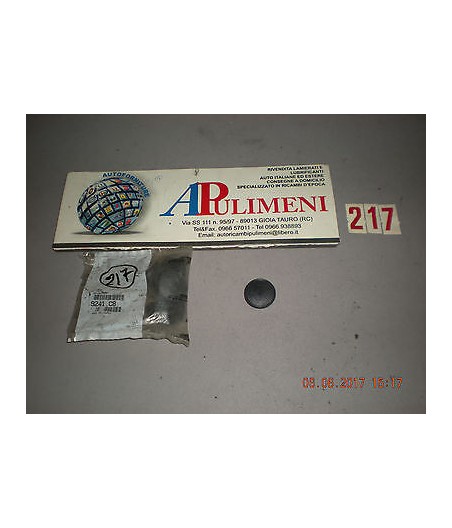 AUTOFORNITURE
APULIMENI
RIVENDITA LAMIERATI E
LUBRIFICANTI
AUTO ITALIANE ED ESTERE
CONSEGNE A DOMICILIO
SPECIALIZZATO IN RICAMBI D'EPOCA
Via SS 111 n. 95/97 - 89013 GIOIA TAURO (RC)
Tel&Fax. 0966 57011 - Tel 0966 938893
Email: autoricambipulimeni@libero.it
217
217
9241 C8
08.08.2017 16:17